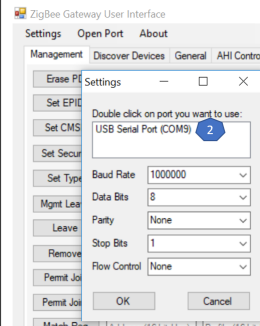 ZigBee Gateway User Interface
Settings Open Port About
Management Discover Devices General AHI Contro
Erase PD
Settings
Set EPID
Double click on port you want to use:
USB Serial Port (COM9)
2
Set CMS
Set Secur
Set Type
Baud Rate 1000000
Data Bits 8
Mgmt Lea
Parity None
Leave
Stop Bits 1
Remove
Flow Control None
Permit Joi
OK Cancel
Permit Joi